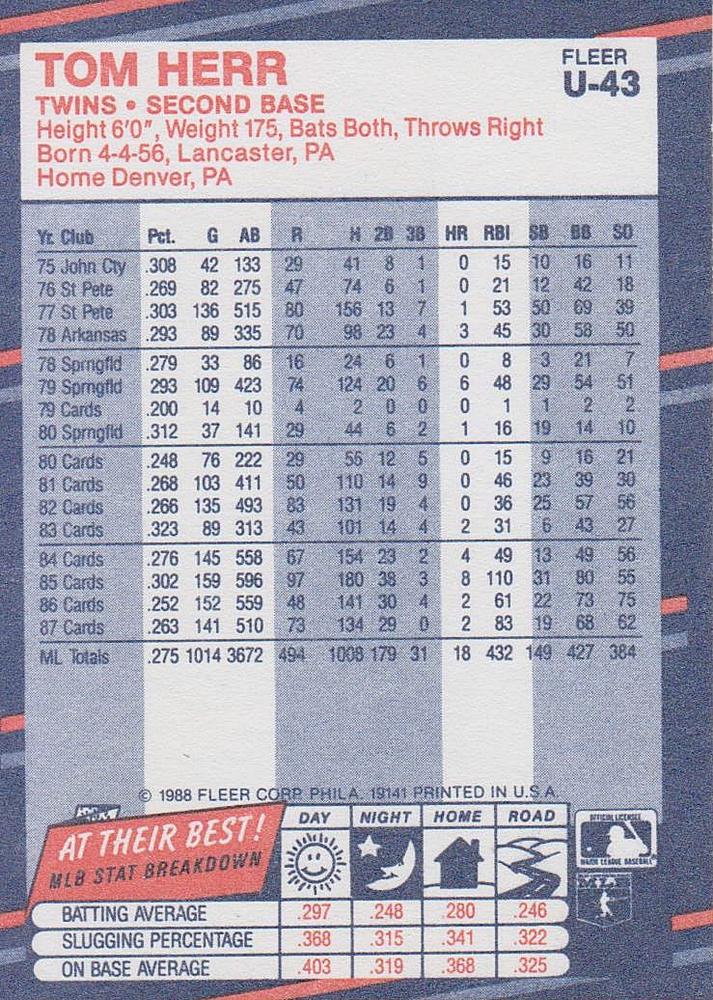 TOM HERR
FLEER
U-43
TWINS • SECOND BASE
Height 6'0", Weight 175, Bats Both, Throws Right
Born 4-4-56, Lancaster, PA
Home Denver, PA
Yr. Club Pct. G AB R H 2B 3B HR RBI SB BB SO
75 John Cty .308 42 133 29 41 8 1 0 15 10 16 11
76 St Pete .269 82 275 47 74 6 1 0 21 12 42 18
77 St Pete .303 136 515 80 156 13 7 1 53 50 69 39
78 Arkansas .293 89 335 70 98 23 4 3 45 30 58 50
78 Sprngfld .279 33 86 16 24 6 1 0 8 3 21 7
79 Sprngfld .293 109 423 74 124 20 6 6 48 29 54 51
79 Cards .200 14 10 4 2 0 0 0 1 1 2 2
80 Sprngfld .312 37 141 29 44 6 2 1 16 19 14 10
80 Cards .248 76 222 29 55 12 5 0 15 9 16 21
81 Cards .268 103 411 50 110 14 9 0 46 23 39 30
82 Cards .266 135 493 83 131 19 4 0 36 25 57 56
83 Cards .323 89 313 43 101 14 4 2 31 6 43 27
84 Cards .276 145 558 67 154 23 2 4 49 13 49 56
85 Cards .302 159 596 97 180 38 3 8 110 31 80 55
86 Cards .252 152 559 48 141 30 4 2 61 22 73 75
87 Cards .263 141 510 73 134 29 0 2 83 19 68 62
ML Totals .275 1014 3672 494 1008 179 31 18 432 149 427 384
© 1988 FLEER CORP. PHILA. 19141 PRINTED IN U.S.A.
AT THEIR BEST!
MLB STAT BREAKDOWN
DAY NIGHT HOME ROAD
OFFICIAL LICENSEE
MAJOR LEAGUE BASEBALL
BATTING AVERAGE .297 .248 .280 .246
SLUGGING PERCENTAGE .368 .315 .341 .322
ON BASE AVERAGE .403 .319 .368 .325